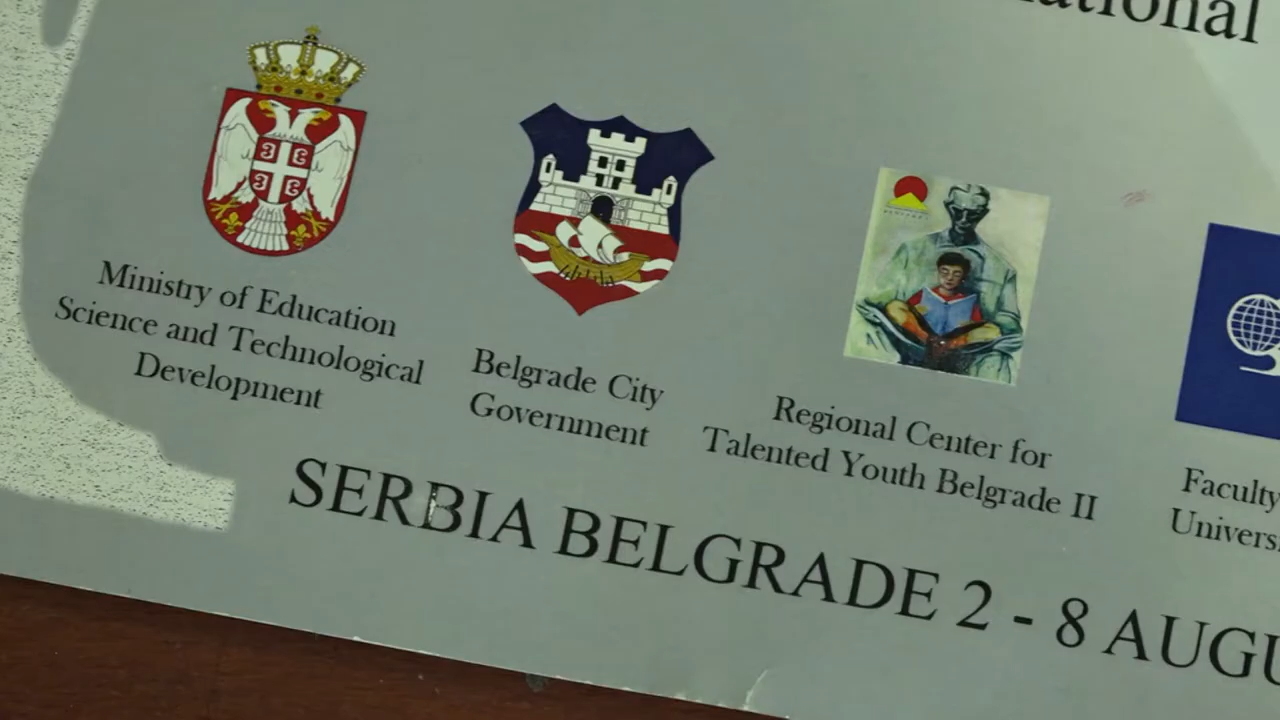 Ministry of Education
Science and Technological
Development
Belgrade City
Government
Regional Center for
Talented Youth Belgrade II
Faculty
SERBIA BELGRADE 2 - 8